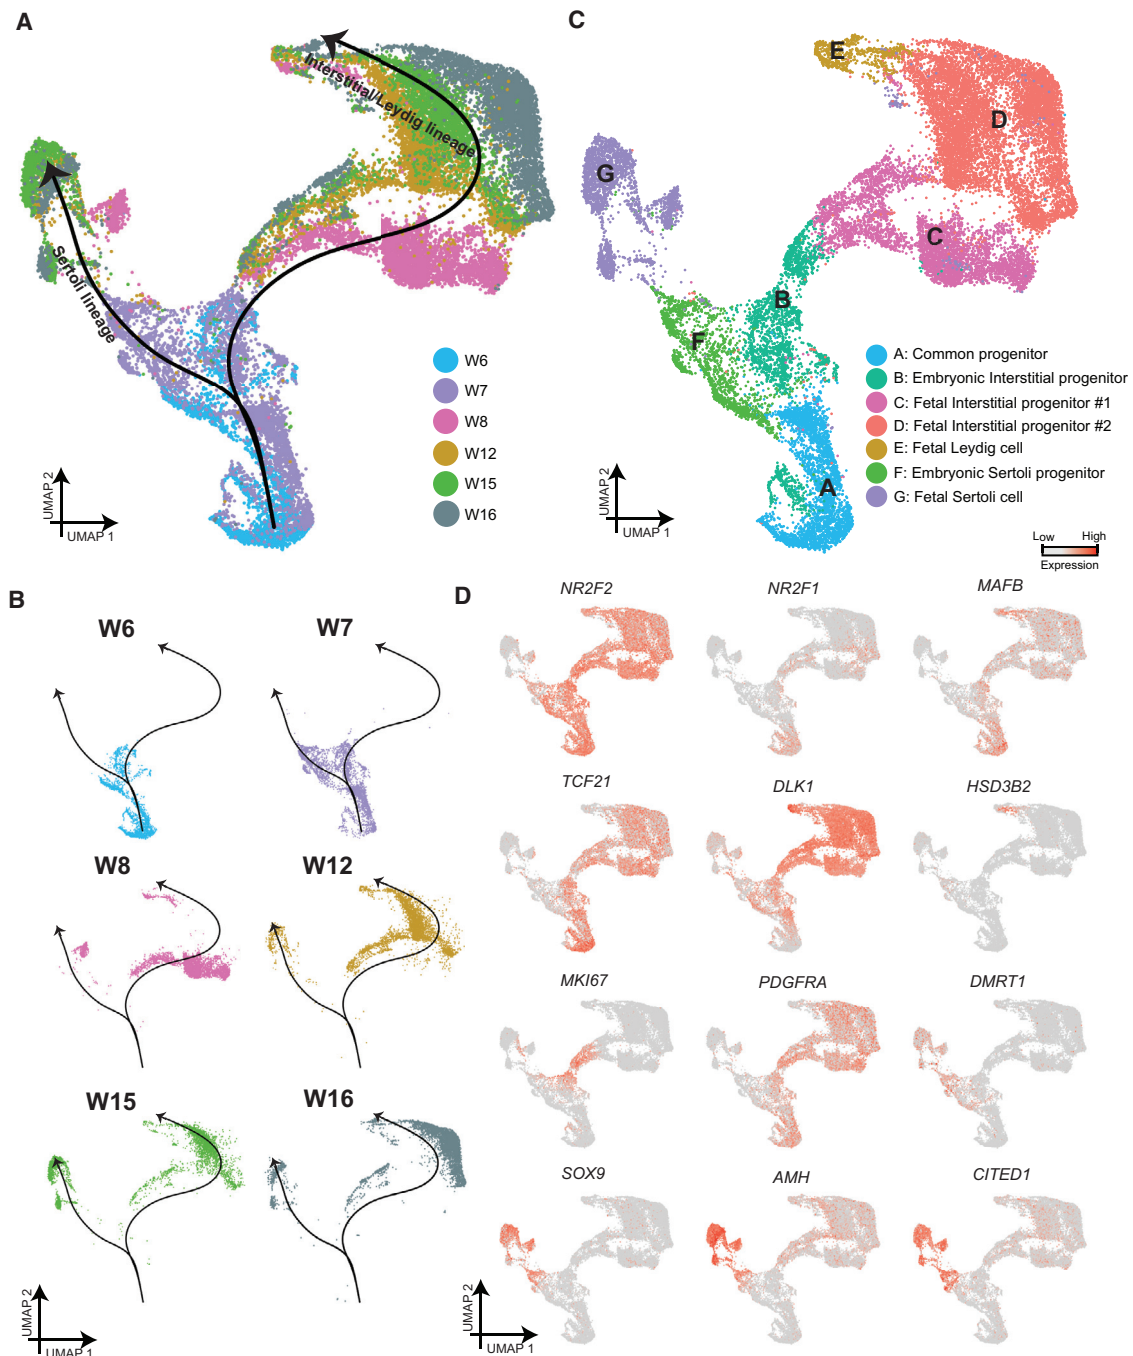 A
Interstitial/Leydig lineage
Sertoli lineage
W6
W7
W8
W12
W15
W16
UMAP 2
UMAP 1
C
E
D
G
C
B
F
A
A: Common progenitor
B: Embryonic Interstitial progenitor
C: Fetal Interstitial progenitor #1
D: Fetal Interstitial progenitor #2
E: Fetal Leydig cell
F: Embryonic Sertoli progenitor
G: Fetal Sertoli cell
UMAP 2
UMAP 1
Low High
Expression
B
W6 W7
W8 W12
W15 W16
UMAP 2
UMAP 1
D
NR2F2 NR2F1 MAFB
TCF21 DLK1 HSD3B2
MKI67 PDGFRA DMRT1
SOX9 AMH CITED1
UMAP 2
UMAP 1